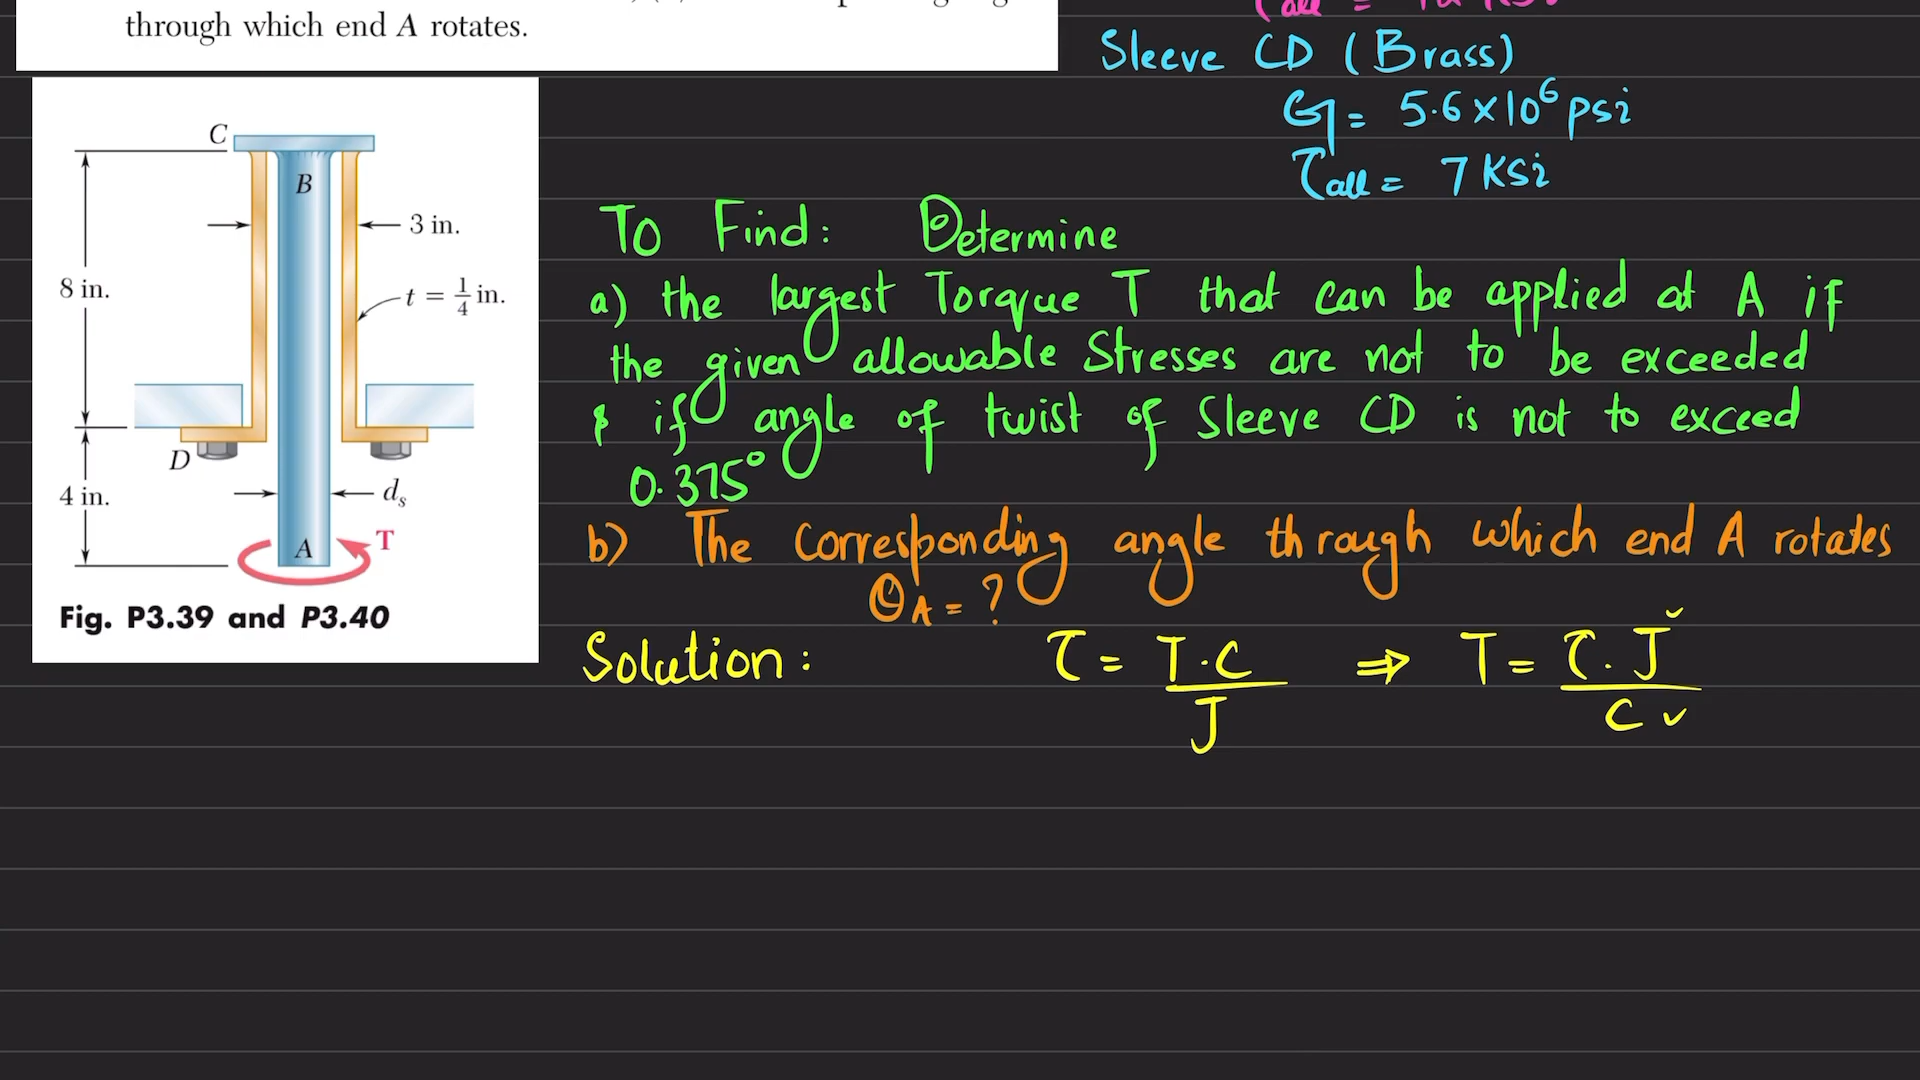 through which end A rotates.
Sleeve CD (Brass)
G = 5.6 x 10⁶ psi
τall = 7 Ksi
C
B
3 in.
8 in.
t = 1/4 in.
D
4 in.
ds
A
T
Fig. P3.39 and P3.40
To Find: Determine
a) the largest Torque T that can be applied at A if
the given allowable Stresses are not to be exceeded
& if angle of twist of Sleeve CD is not to exceed
0.375°
b) The Corresponding angle through which end A rotates
ΘA = ?
Solution: τ = T.C/J ⇒ T = τ.J/C